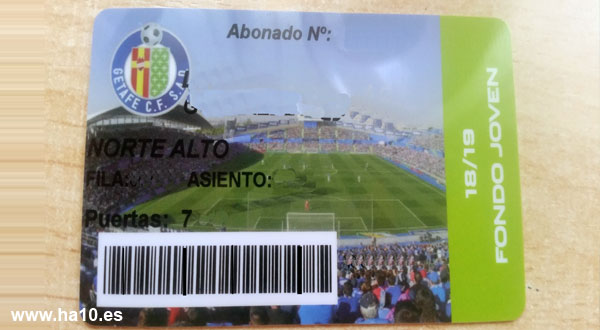 Abonado Nº:
GETAFE C.F. S.A.D.
NORTE ALTO
FILA: ASIENTO:
Puertas: 7
18/19
FONDO JOVEN
www.ha10.es